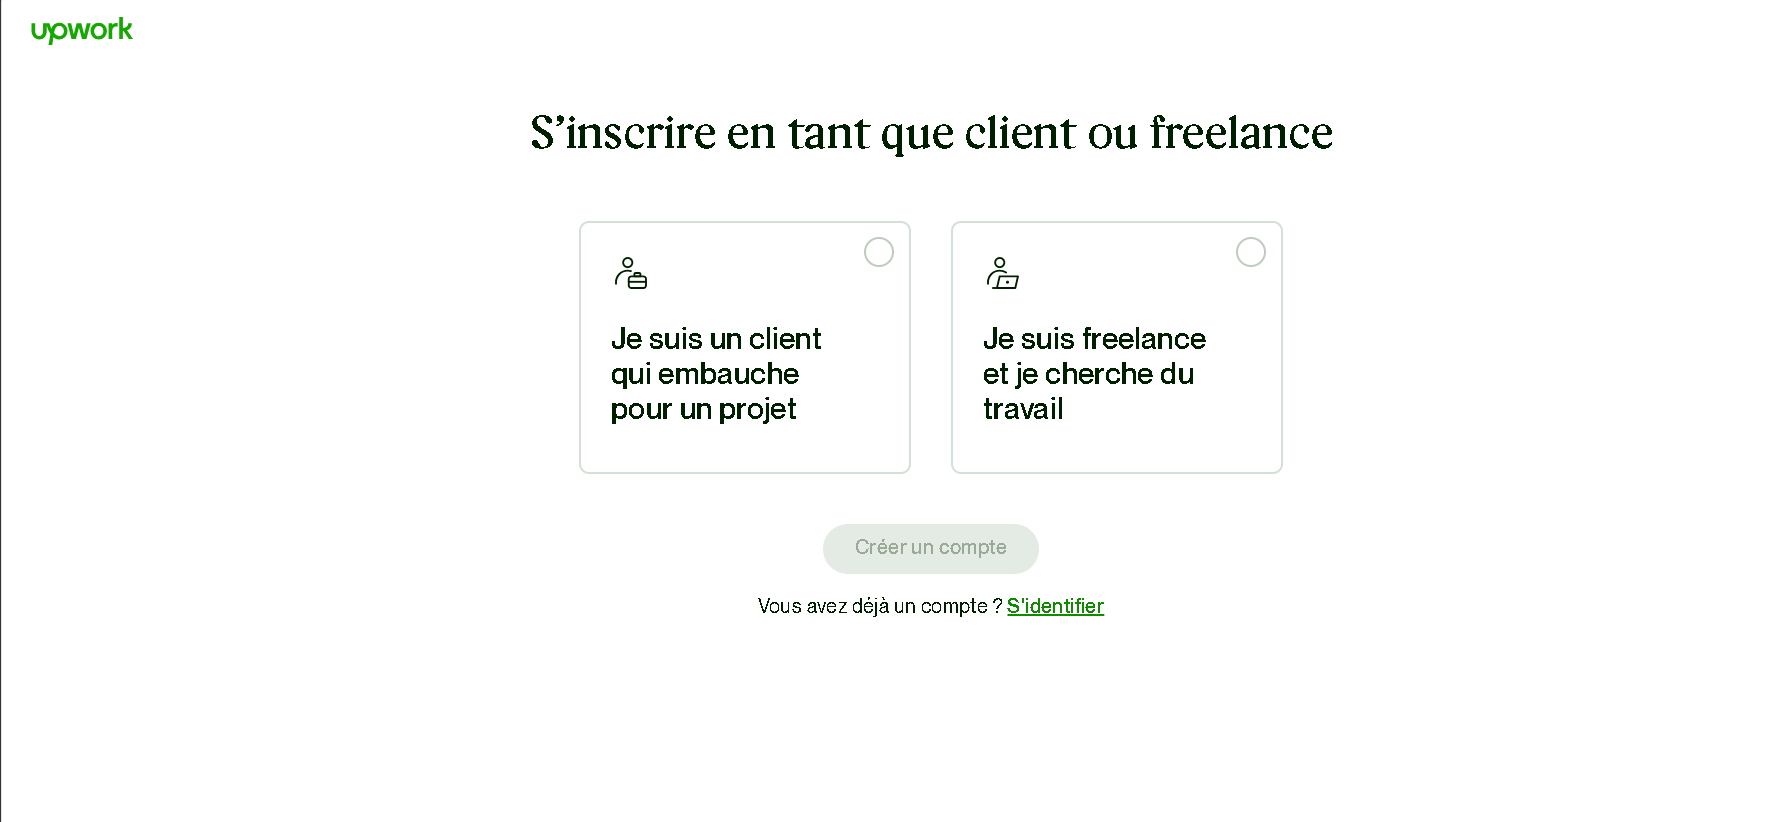 upwork
S’inscrire en tant que client ou freelance
Je suis un client
qui embauche
pour un projet
Je suis freelance
et je cherche du
travail
Créer un compte
Vous avez déjà un compte ? S'identifier